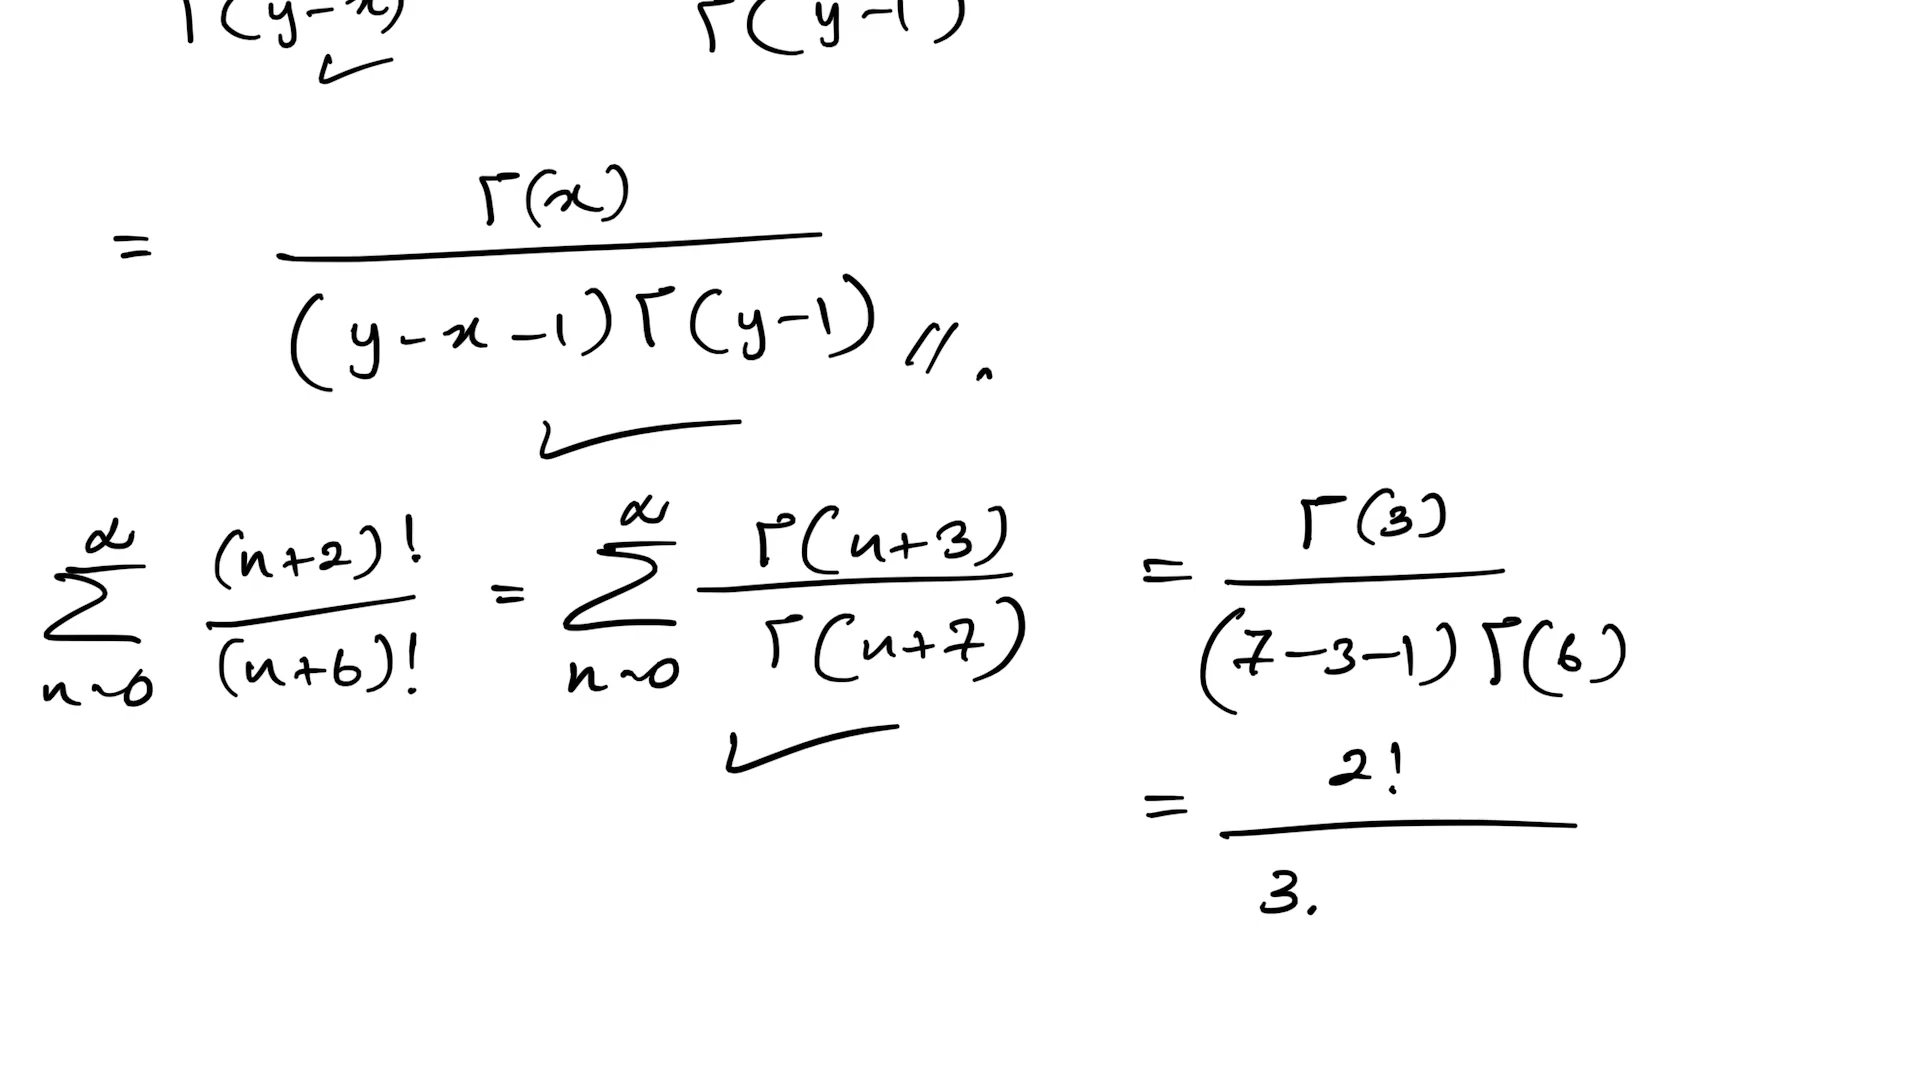 Γ(y-x) Γ(y-1)
= Γ(x) / (y-x-1)Γ(y-1) //.
∑_{n=0}^{∞} (n+2)! / (n+6)! = ∑_{n=0}^{∞} Γ(n+3) / Γ(n+7) = Γ(3) / (7-3-1)Γ(6)
= 2! / 3.